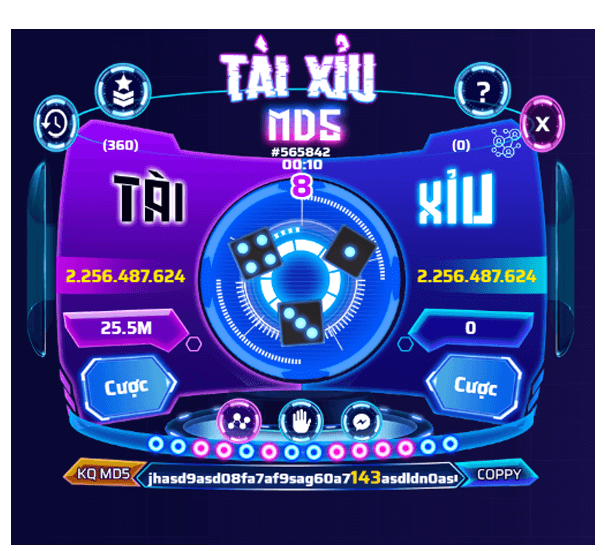 TÀI XỈU
MD5
?
X
#565842
(360)
(0)
00:10
8
TÀI
XỈU
2.256.487.624
2.256.487.624
25.5M
0
Cược
Cược
KQ MD5
jhasd9asd08fa7af9sag60a7143asdldn0ası
COPPY